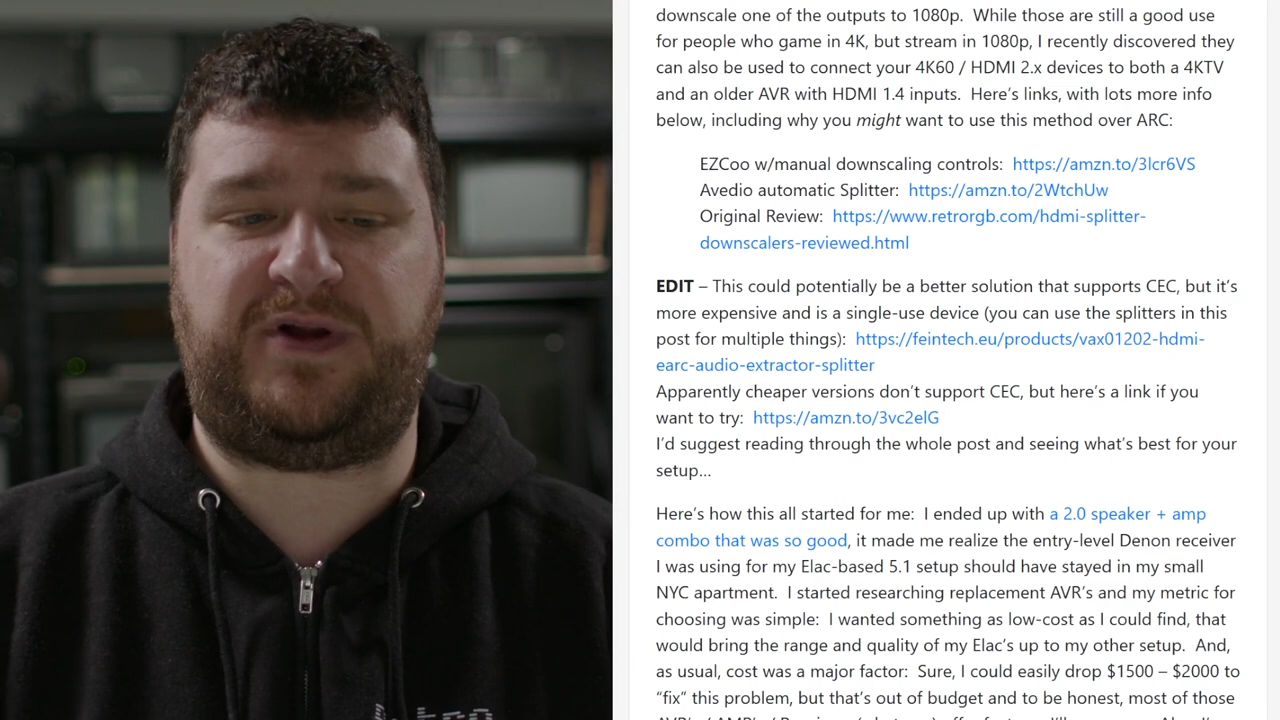 downscale one of the outputs to 1080p.  While those are still a good use
for people who game in 4K, but stream in 1080p, I recently discovered they
can also be used to connect your 4K60 / HDMI 2.x devices to both a 4KTV
and an older AVR with HDMI 1.4 inputs.  Here's links, with lots more info
below, including why you might want to use this method over ARC:
EZCoo w/manual downscaling controls:  https://amzn.to/3lcr6VS
Avedio automatic Splitter:  https://amzn.to/2WtchUw
Original Review:  https://www.retrorgb.com/hdmi-splitter-
downscalers-reviewed.html
EDIT – This could potentially be a better solution that supports CEC, but it's
more expensive and is a single-use device (you can use the splitters in this
post for multiple things):  https://feintech.eu/products/vax01202-hdmi-
earc-audio-extractor-splitter
Apparently cheaper versions don't support CEC, but here's a link if you
want to try:  https://amzn.to/3vc2elG
I'd suggest reading through the whole post and seeing what's best for your
setup…
Here's how this all started for me:  I ended up with a 2.0 speaker + amp
combo that was so good, it made me realize the entry-level Denon receiver
I was using for my Elac-based 5.1 setup should have stayed in my small
NYC apartment.  I started researching replacement AVR's and my metric for
choosing was simple:  I wanted something as low-cost as I could find, that
would bring the range and quality of my Elac's up to my other setup.  And,
as usual, cost was a major factor:  Sure, I could easily drop $1500 – $2000 to
"fix" this problem, but that's out of budget and to be honest, most of those